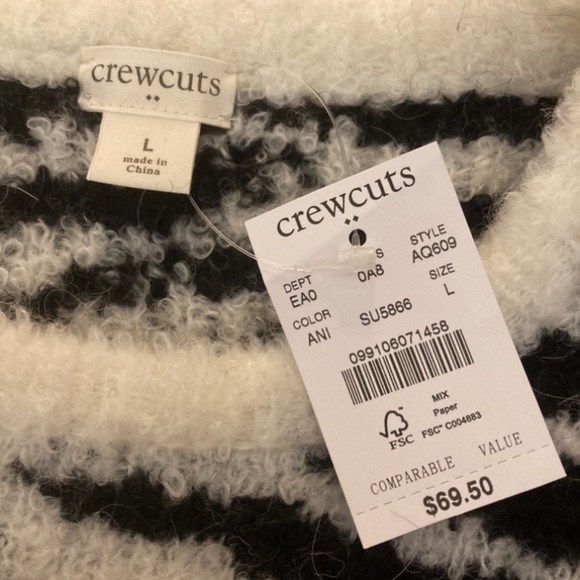 crewcuts
L
made in
China
crewcuts
DEPT S STYLE
EA0 0A8 AQ609
COLOR SIZE
ANI SU5866 L
099106071458
MIX
Paper
FSC
FSC™ C004883
COMPARABLE VALUE
$69.50